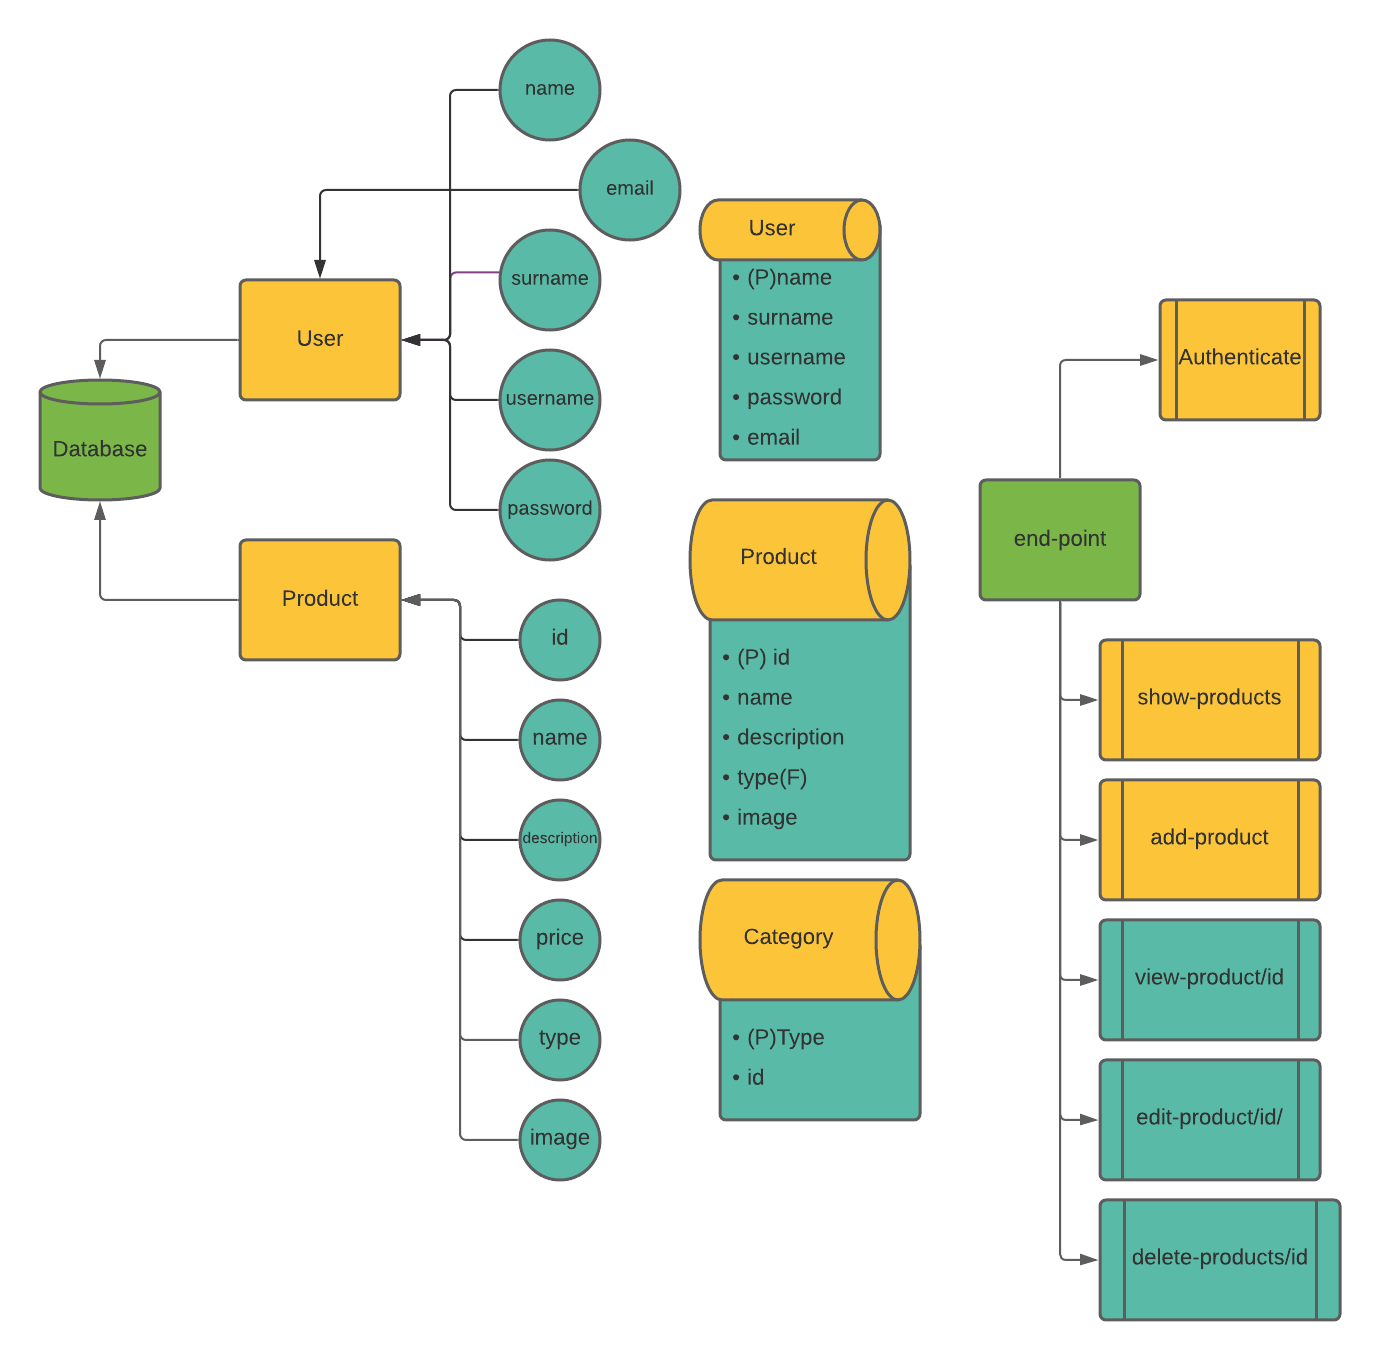 name
email
surname
User
username
Database
password
Product
id
name
description
price
type
image
User
• (P)name
• surname
• username
• password
• email
Product
• (P) id
• name
• description
• type(F)
• image
Category
• (P)Type
• id
Authenticate
end-point
show-products
add-product
view-product/id
edit-product/id/
delete-products/id